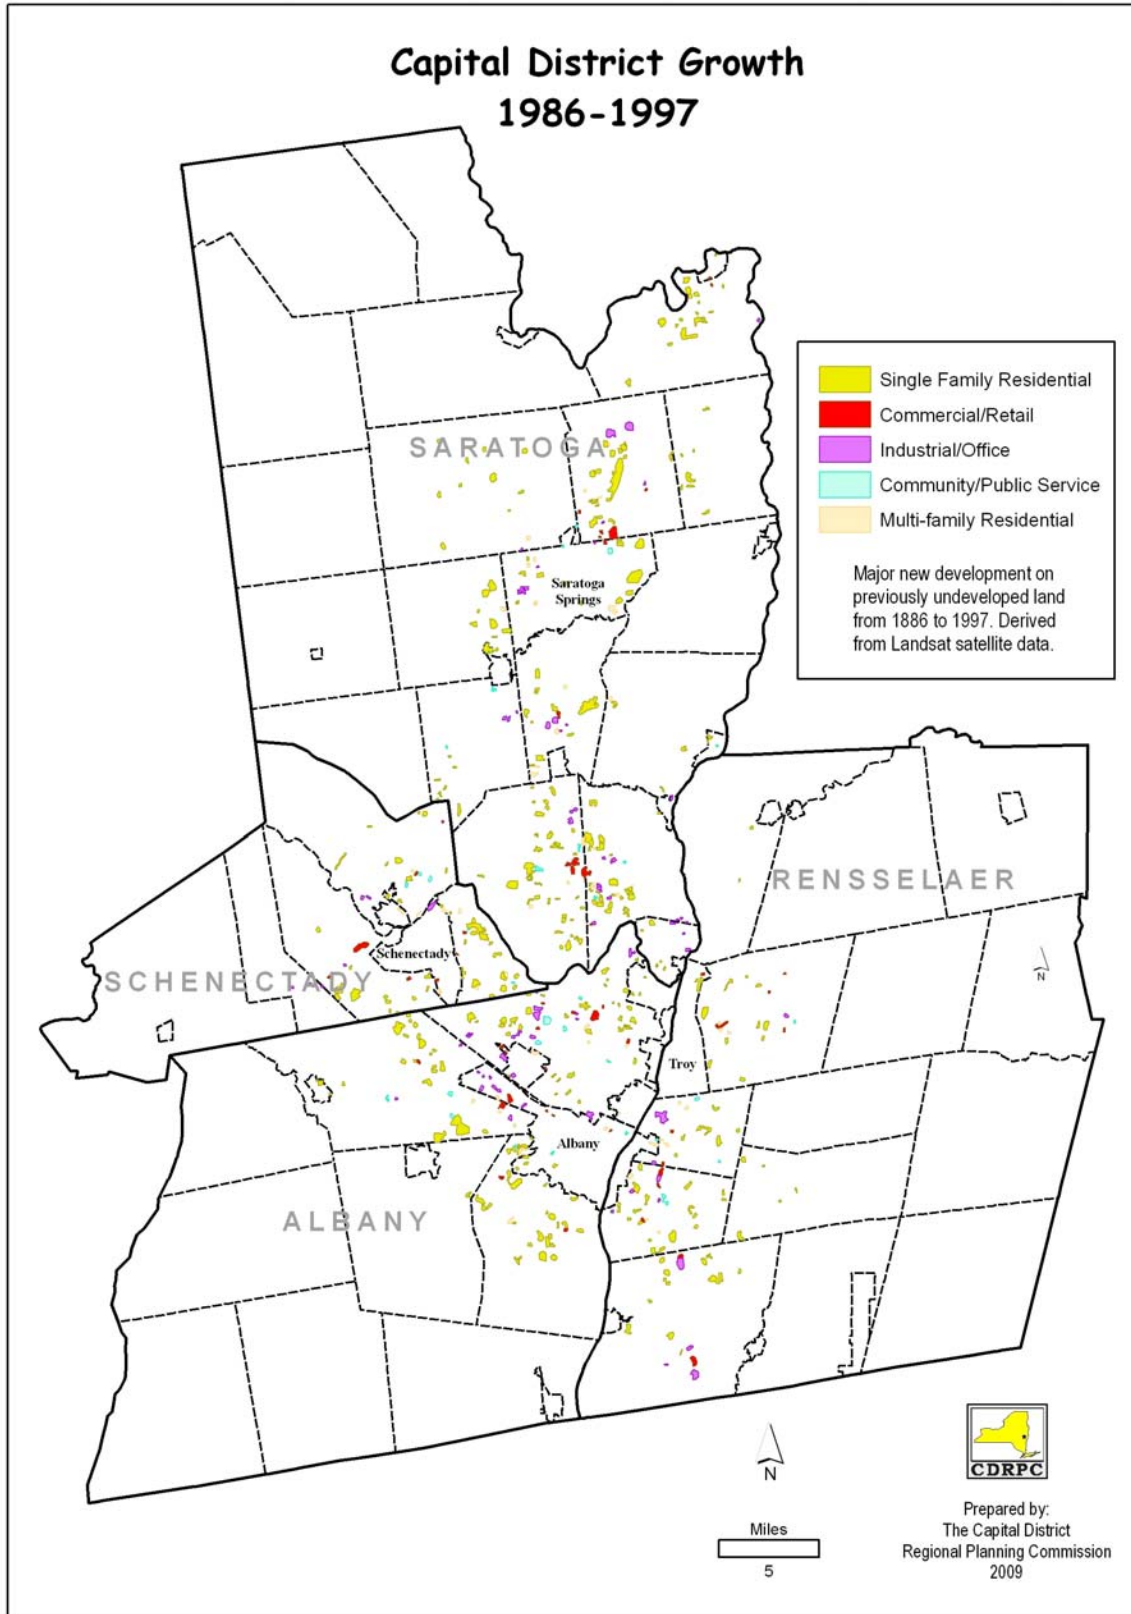 Capital District Growth
1986-1997
SARATOGA
Single Family Residential
Commercial/Retail
Industrial/Office
Community/Public Service
Multi-family Residential
Major new development on
previously undeveloped land
from 1886 to 1997. Derived
from Landsat satellite data.
Saratoga
Springs
RENSSELAER
Schenectady
SCHENECTADY
N
Troy
Albany
ALBANY
N
CDRPC
Prepared by:
The Capital District
Regional Planning Commission
2009
Miles
5